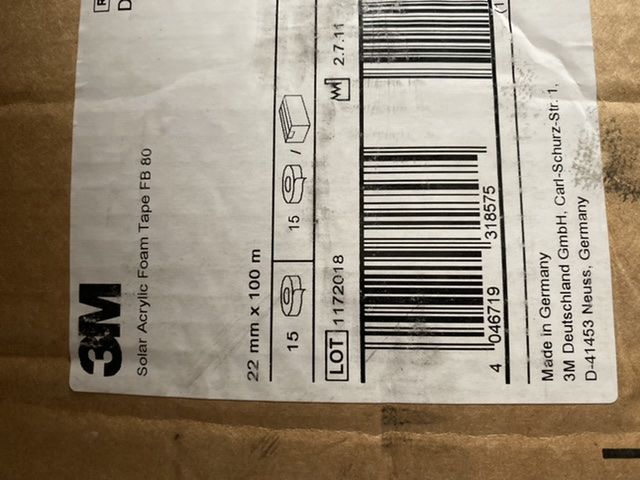 3M
Solar Acrylic Foam Tape FB 80
22 mm x 100 m
15
15 /
LOT 1172018
2.7.11
4 046719 318575
Made in Germany
3M Deutschland GmbH, Carl-Schurz-Str. 1,
D-41453 Neuss, Germany